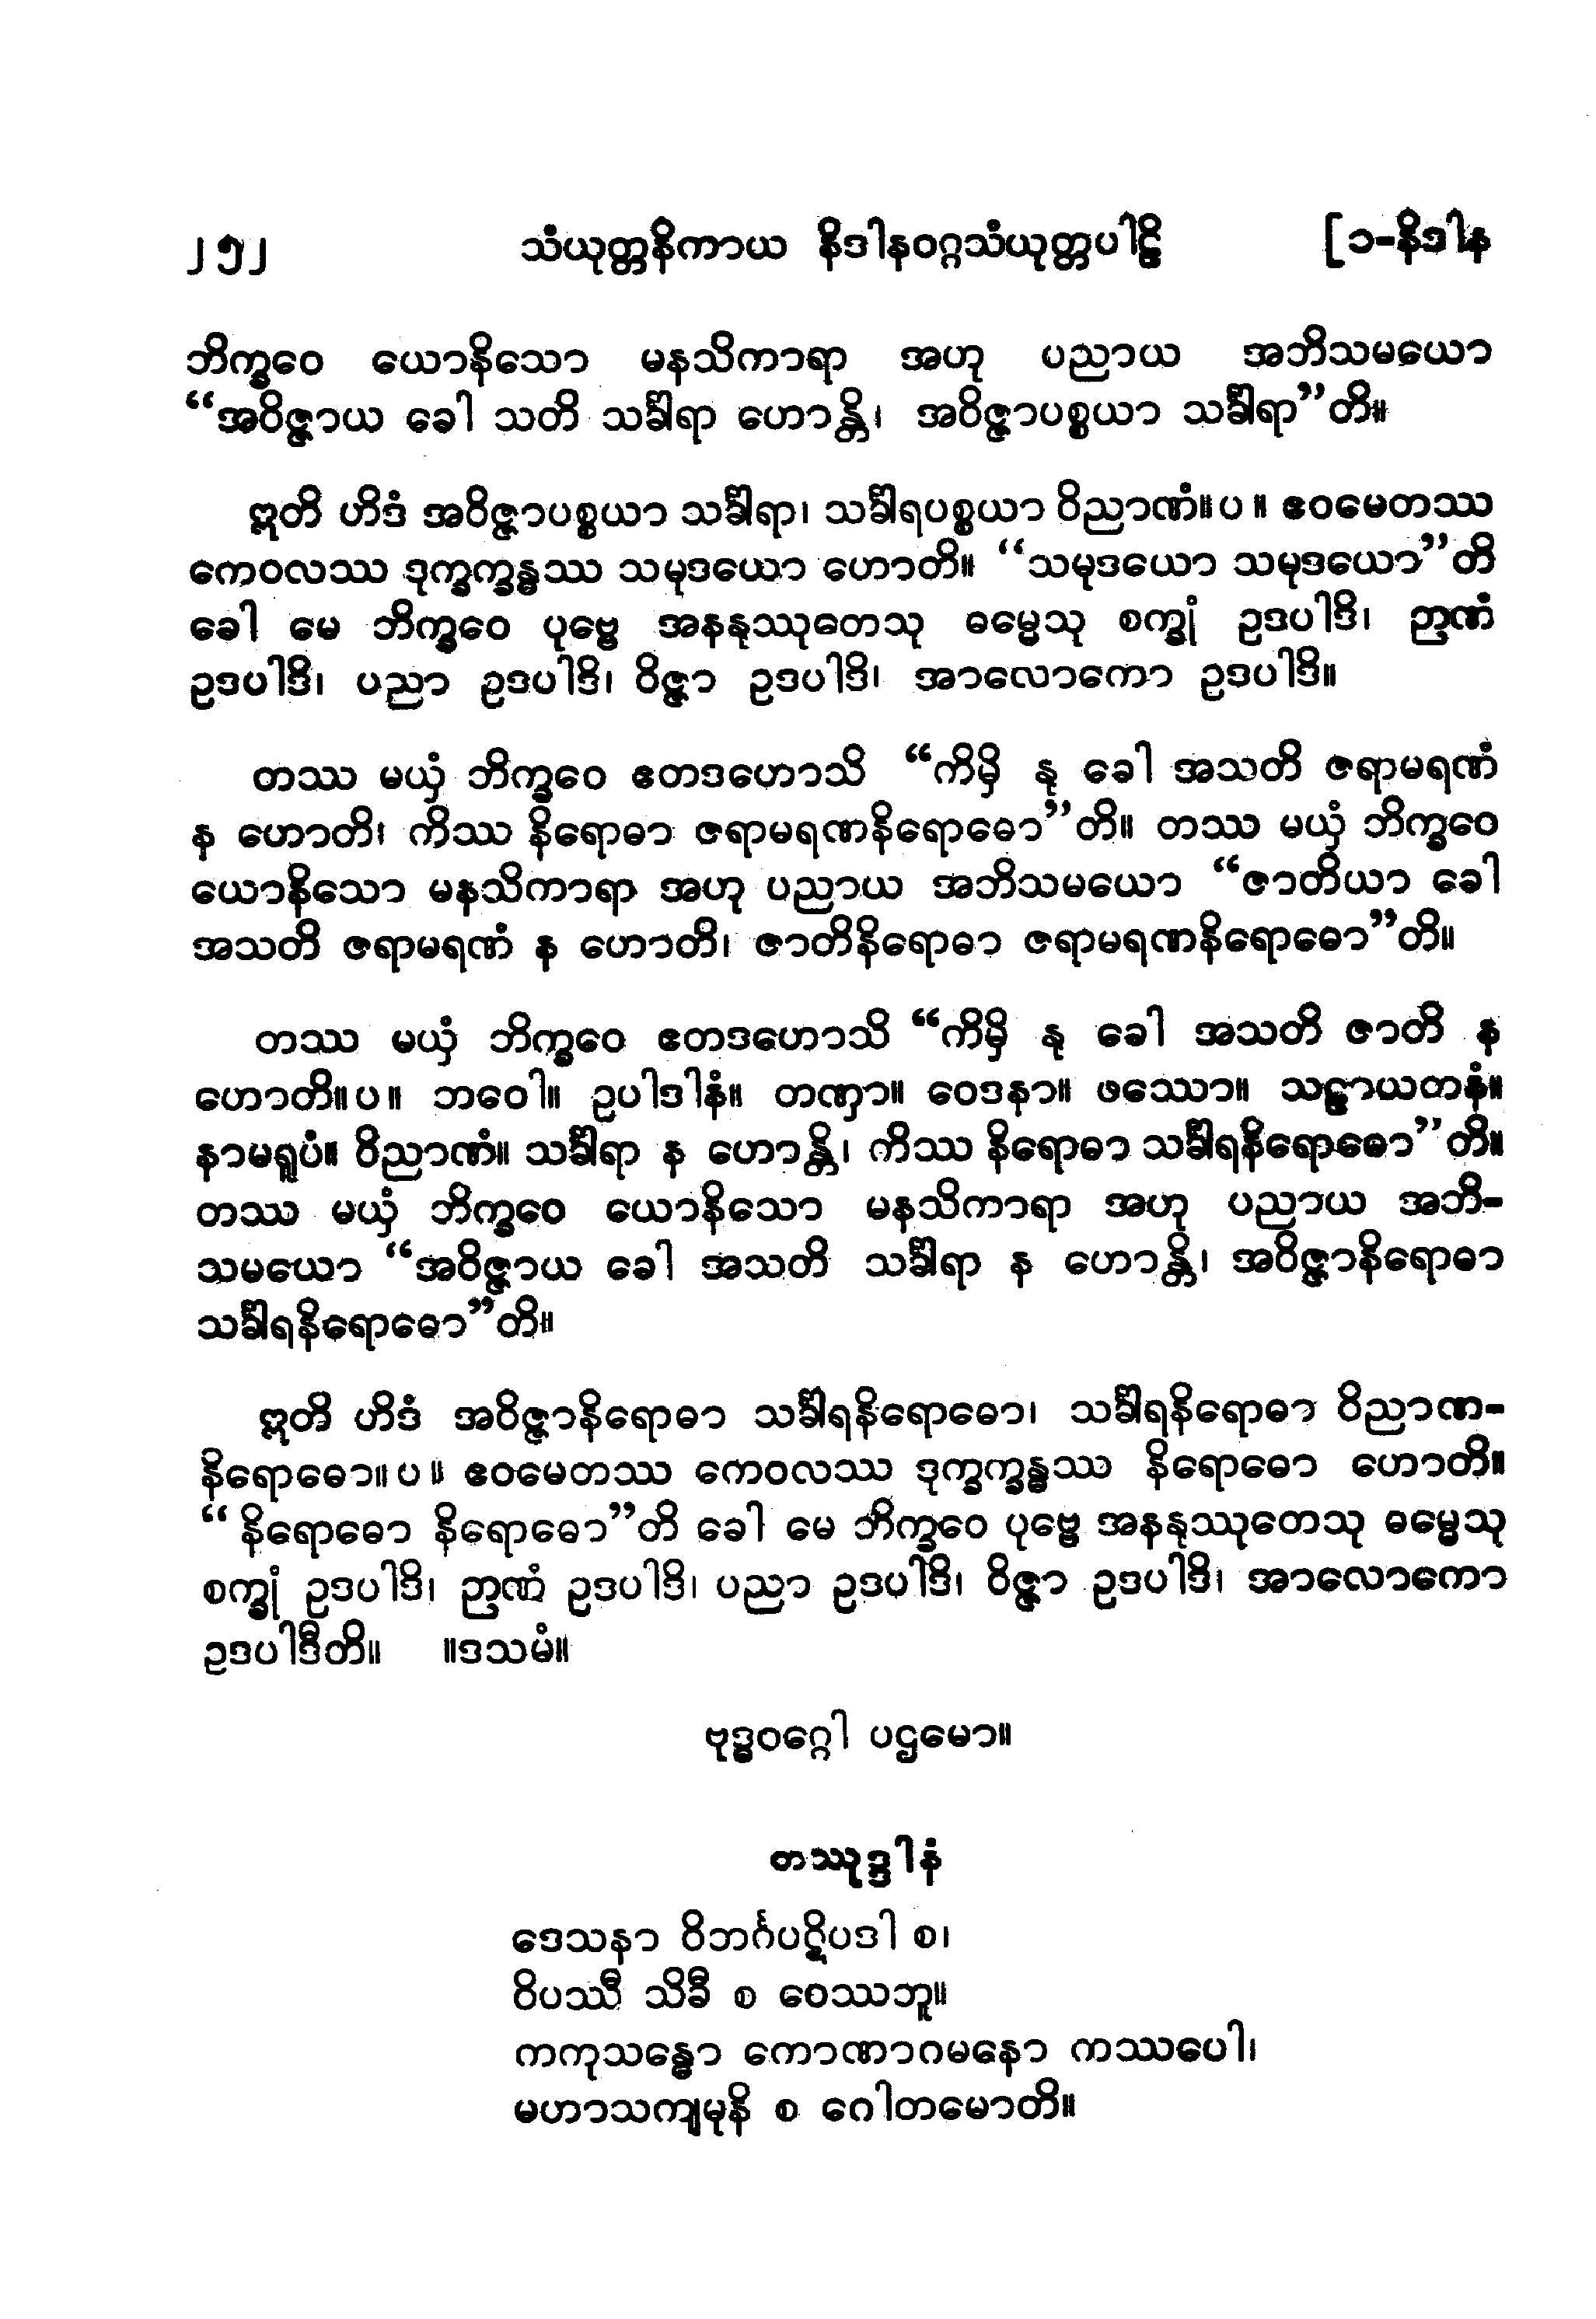 ၂၅၂ သံယုတ္တနိကာယ နိဒါနဝဂ္ဂသံယုတ္တပါဠိ [၁-နိဒါန
ဘိက္ခဝေ ယောနိသော မနသိကာရာ အဟု ပညာယ အဘိသမယော
“အဝိဇ္ဇာယ ခေါ သတိ သင်္ခါရာ ဟောန္တိ၊ အဝိဇ္ဇာပစ္စယာ သင်္ခါရာ”တိ။
ဣတိ ဟိဒံ အဝိဇ္ဇာပစ္စယာ သင်္ခါရာ၊ သင်္ခါရပစ္စယာ ဝိညာဏံ။ပ။ ဧဝမေတဿ
ကေဝလဿ ဒုက္ခက္ခန္ဓဿ သမုဒယော ဟောတိ။ “သမုဒယော သမုဒယော”တိ
ခေါ မေ ဘိက္ခဝေ ပုဗ္ဗေ အနနုဿုတေသု ဓမ္မေသု စက္ခုံ ဥဒပါဒိ၊ ဉာဏံ
ဥဒပါဒိ၊ ပညာ ဥဒပါဒိ၊ ဝိဇ္ဇာ ဥဒပါဒိ၊ အာလောကော ဥဒပါဒိ။
တဿ မယှံ ဘိက္ခဝေ ဧတဒဟောသိ “ကိမှိ နု ခေါ အသတိ ဇရာမရဏံ
န ဟောတိ၊ ကိဿ နိရောဓာ ဇရာမရဏနိရောဓော”တိ။ တဿ မယှံ ဘိက္ခဝေ
ယောနိသော မနသိကာရာ အဟု ပညာယ အဘိသမယော “ဇာတိယာ ခေါ
အသတိ ဇရာမရဏံ န ဟောတိ၊ ဇာတိနိရောဓာ ဇရာမရဏနိရောဓော”တိ။
တဿ မယှံ ဘိက္ခဝေ ဧတဒဟောသိ “ကိမှိ နု ခေါ အသတိ ဇာတိ န
ဟောတိ။ပ။ ဘဝေါ။ ဥပါဒါနံ။ တဏှာ။ ဝေဒနာ။ ဖဿော။ သဠာယတနံ။
နာမရူပံ။ ဝိညာဏံ။ သင်္ခါရာ န ဟောန္တိ၊ ကိဿ နိရောဓာ သင်္ခါရနိရောဓော”တိ။
တဿ မယှံ ဘိက္ခဝေ ယောနိသော မနသိကာရာ အဟု ပညာယ အဘိ-
သမယော “အဝိဇ္ဇာယ ခေါ အသတိ သင်္ခါရာ န ဟောန္တိ၊ အဝိဇ္ဇာနိရောဓာ
သင်္ခါရနိရောဓော”တိ။
ဣတိ ဟိဒံ အဝိဇ္ဇာနိရောဓာ သင်္ခါရနိရောဓော၊ သင်္ခါရနိရောဓာ ဝိညာဏ-
နိရောဓော။ပ။ ဧဝမေတဿ ကေဝလဿ ဒုက္ခက္ခန္ဓဿ နိရောဓော ဟောတိ။
“နိရောဓော နိရောဓော”တိ ခေါ မေ ဘိက္ခဝေ ပုဗ္ဗေ အနနုဿုတေသု ဓမ္မေသု
စက္ခုံ ဥဒပါဒိ၊ ဉာဏံ ဥဒပါဒိ၊ ပညာ ဥဒပါဒိ၊ ဝိဇ္ဇာ ဥဒပါဒိ၊ အာလောကော
ဥဒပါဒီတိ။ ။ဒသမံ။
ဗုဒ္ဓဝဂ္ဂေါ ပဌမော။
တဿုဒ္ဒါနံ
ဒေသနာ ဝိဘင်္ဂပဋိပဒါ စ၊
ဝိပဿီ သိခီ စ ဝေဿဘူ။
ကကုသန္ဓော ကောဏာဂမနော ကဿပေါ၊
မဟာသကျမုနိ စ ဂေါတမောတိ။